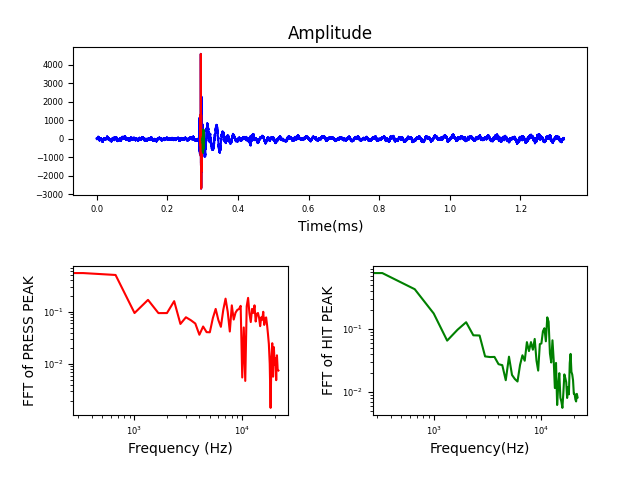 Amplitude
4000
3000
2000
1000
0
−1000
−2000
−3000
0.0 0.2 0.4 0.6 0.8 1.0 1.2
Time(ms)
FFT of PRESS PEAK
10⁻¹
10⁻²
10³ 10⁴
Frequency (Hz)
FFT of HIT PEAK
10⁻¹
10⁻²
10³ 10⁴
Frequency(Hz)